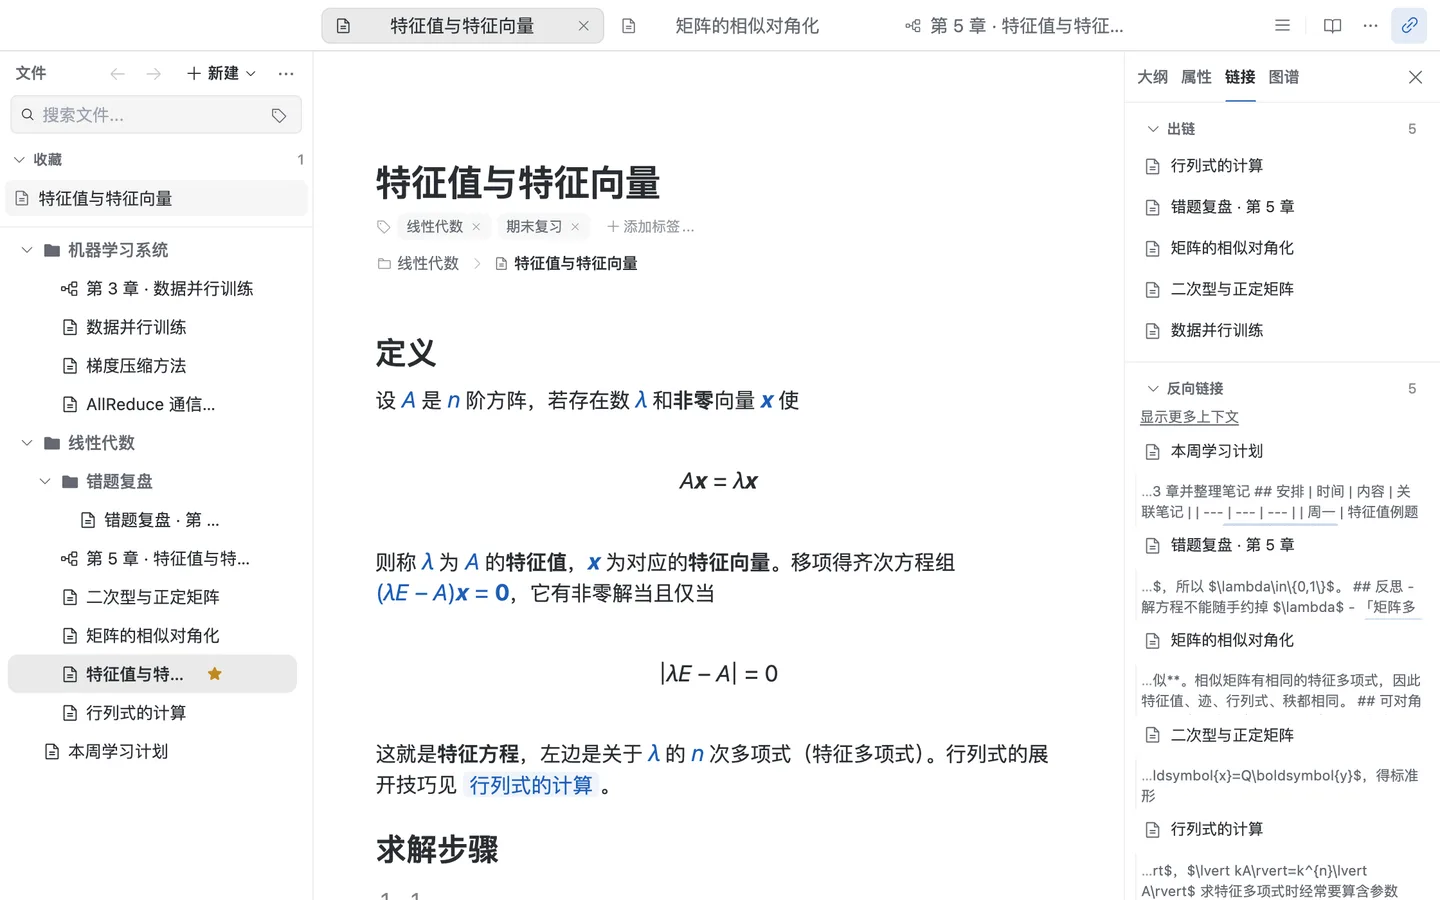 特征值与特征向量
矩阵的相似对角化
第 5 章 · 特征值与特征...
文件
新建
搜索文件...
收藏 1
特征值与特征向量
机器学习系统
第 3 章 · 数据并行训练
数据并行训练
梯度压缩方法
AllReduce 通信...
线性代数
错题复盘
错题复盘 · 第 ...
第 5 章 · 特征值与特...
二次型与正定矩阵
矩阵的相似对角化
特征值与特...
行列式的计算
本周学习计划
特征值与特征向量
线性代数 × 期末复习 × + 添加标签...
线性代数 > 特征值与特征向量
定义
设 A 是 n 阶方阵，若存在数 λ 和非零向量 x 使
Ax = λx
则称 λ 为 A 的特征值，x 为对应的特征向量。移项得齐次方程组
(λE − A)x = 0，它有非零解当且仅当
|λE − A| = 0
这就是特征方程，左边是关于 λ 的 n 次多项式（特征多项式）。行列式的展
开技巧见 行列式的计算 。
求解步骤
大纲 属性 链接 图谱
出链 5
行列式的计算
错题复盘 · 第 5 章
矩阵的相似对角化
二次型与正定矩阵
数据并行训练
反向链接 5
显示更多上下文
本周学习计划
...3 章并整理笔记 ## 安排 | 时间 | 内容 | 关
联笔记 | | --- | --- | --- | | 周一 | 特征值例题
错题复盘 · 第 5 章
...$，所以 $\lambda\in\{0,1\}$。 ## 反思 -
解方程不能随手约掉 $\lambda$ - 「矩阵多
矩阵的相似对角化
...似**。相似矩阵有相同的特征多项式，因此
特征值、迹、行列式、秩都相同。 ## 可对角
二次型与正定矩阵
...ldsymbol{x}=Q\boldsymbol{y}$，得标准
形
行列式的计算
...rt$，$\lvert kA\rvert=k^{n}\lvert
A\rvert$ 求特征多项式时经常要算含参数